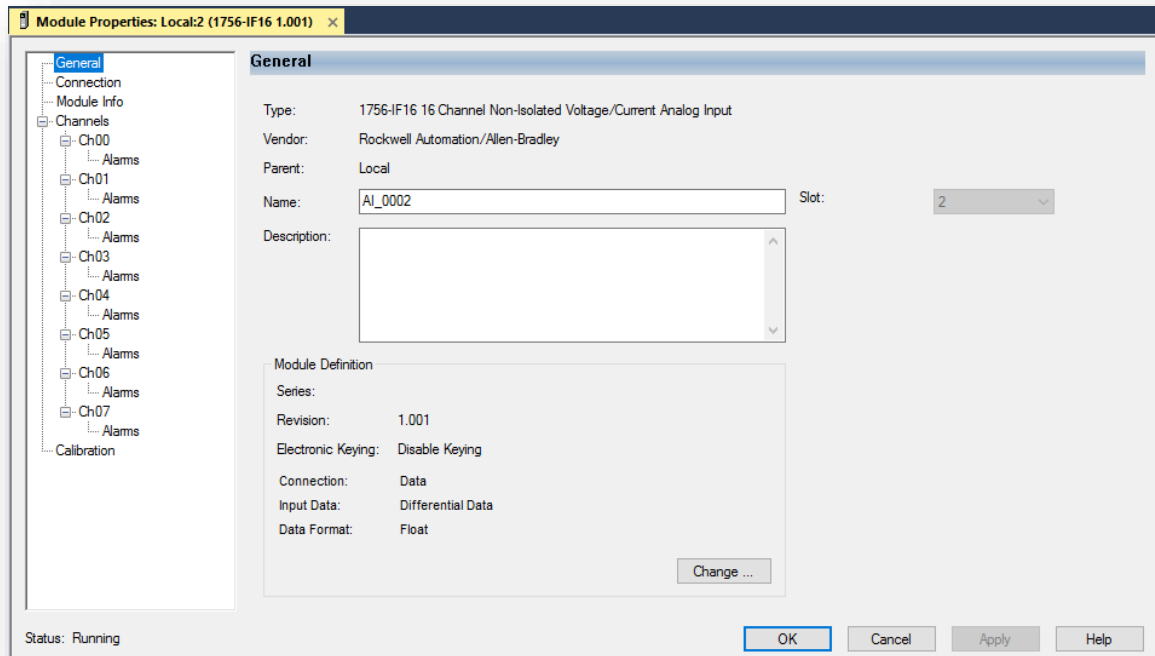 Module Properties: Local:2 (1756-IF16 1.001) ×
General
Connection
Module Info
Channels
Ch00
Alarms
Ch01
Alarms
Ch02
Alarms
Ch03
Alarms
Ch04
Alarms
Ch05
Alarms
Ch06
Alarms
Ch07
Alarms
Calibration
General
Type: 1756-IF16 16 Channel Non-Isolated Voltage/Current Analog Input
Vendor: Rockwell Automation/Allen-Bradley
Parent: Local
Name: AI_0002 Slot: 2
Description:
Module Definition
Series:
Revision: 1.001
Electronic Keying: Disable Keying
Connection: Data
Input Data: Differential Data
Data Format: Float
Change ...
Status: Running OK Cancel Apply Help